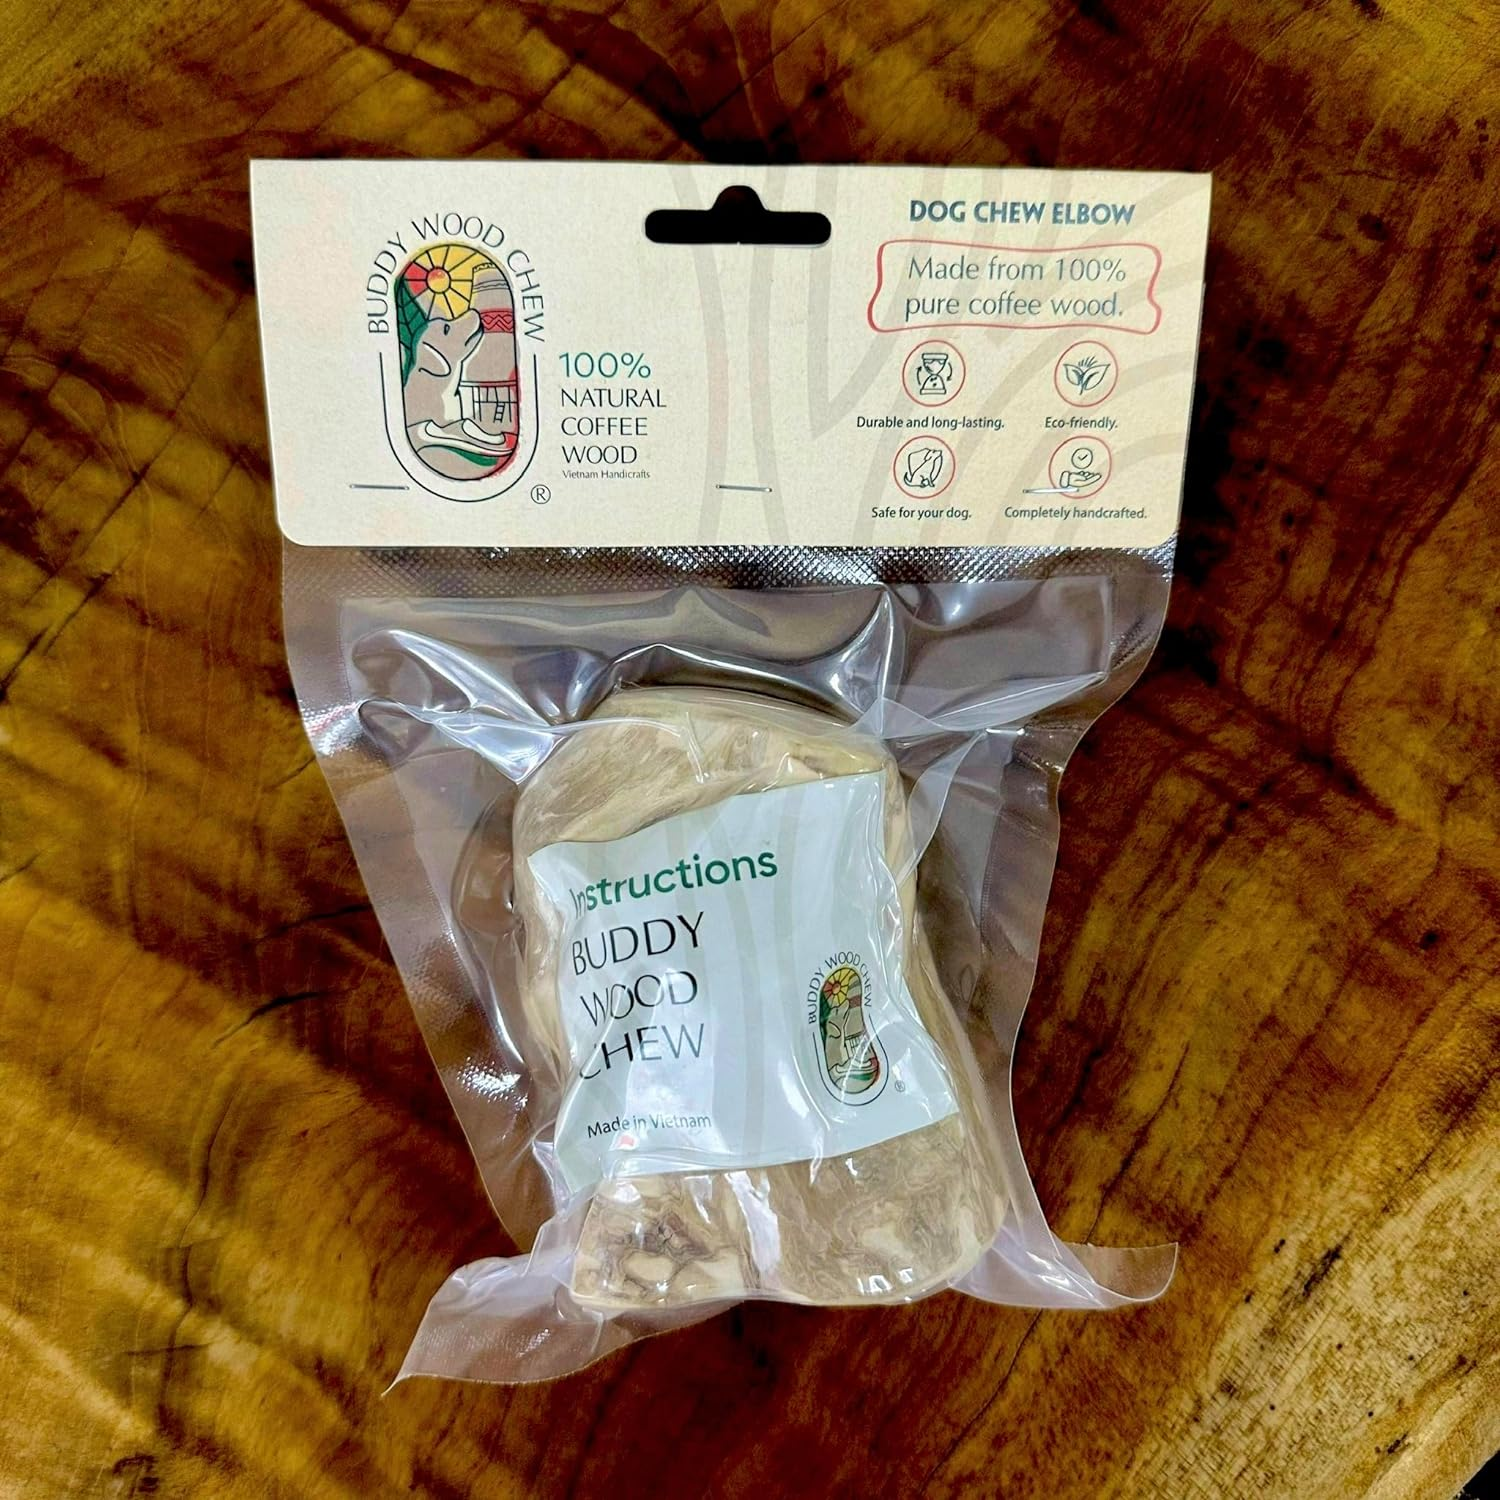 BUDDY WOOD CHEW
100%
NATURAL
COFFEE
WOOD
Vietnam Handicrafts
®
DOG CHEW ELBOW
Made from 100%
pure coffee wood.
Durable and long-lasting.
Eco-friendly.
Safe for your dog.
Completely handcrafted.
Instructions
BUDDY
WOOD
CHEW
Made in Vietnam
BUDDY WOOD CHEW
®